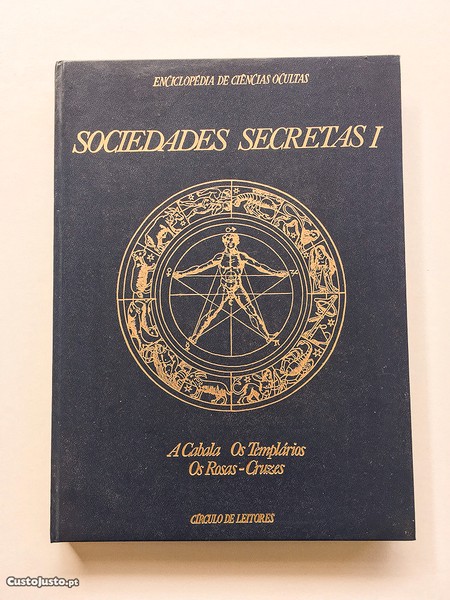 ENCICLOPÉDIA DE CIÊNCIAS OCULTAS
SOCIEDADES SECRETAS I
A Cabala Os Templários
Os Rosas-Cruzes
CÍRCULO DE LEITORES
CustoJusto.pt